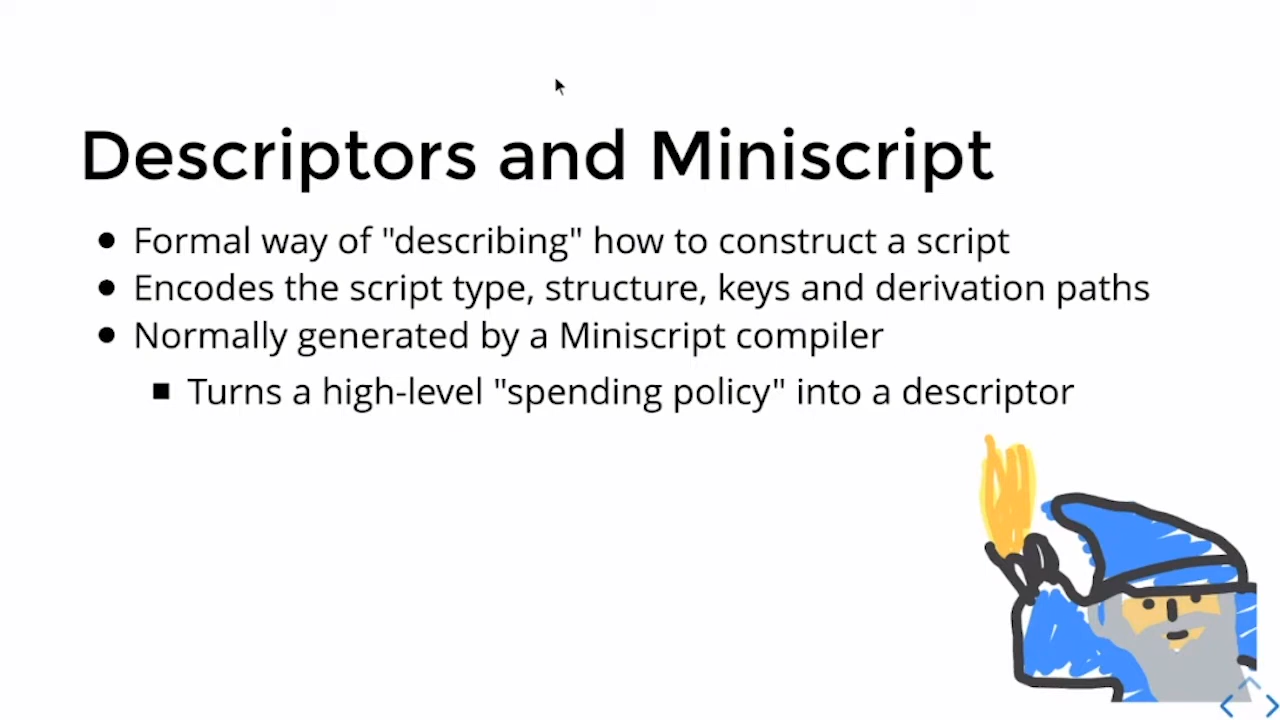 Descriptors and Miniscript
● Formal way of "describing" how to construct a script
● Encodes the script type, structure, keys and derivation paths
● Normally generated by a Miniscript compiler
■ Turns a high-level "spending policy" into a descriptor